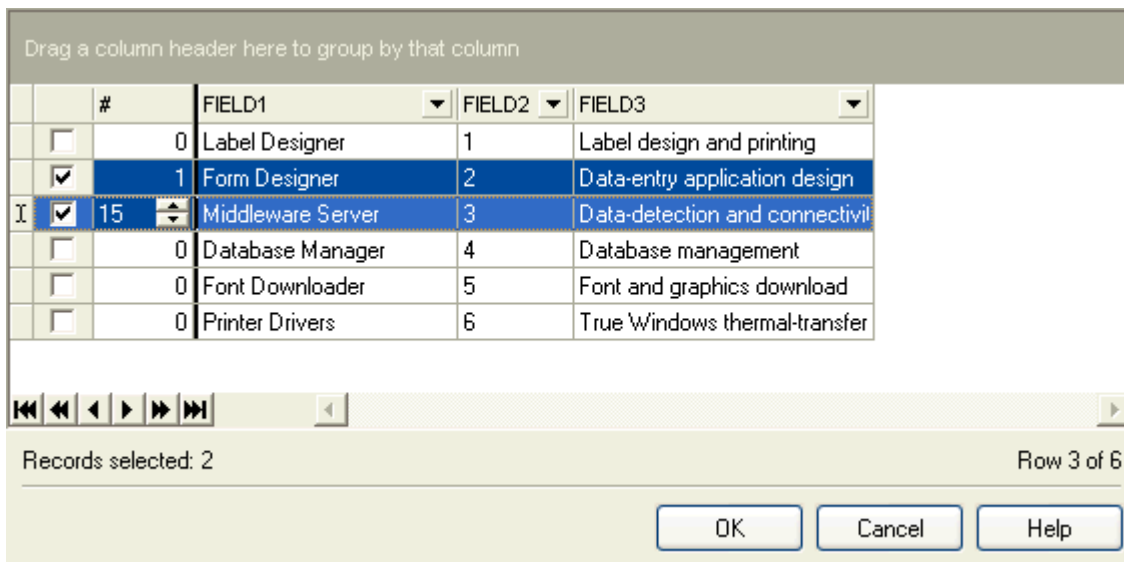 Drag a column header here to group by that column
# FIELD1 FIELD2 FIELD3
0 Label Designer 1 Label design and printing
1 Form Designer 2 Data-entry application design
15 Middleware Server 3 Data-detection and connectivit
0 Database Manager 4 Database management
0 Font Downloader 5 Font and graphics download
0 Printer Drivers 6 True Windows thermal-transfer
Records selected: 2 Row 3 of 6
OK Cancel Help